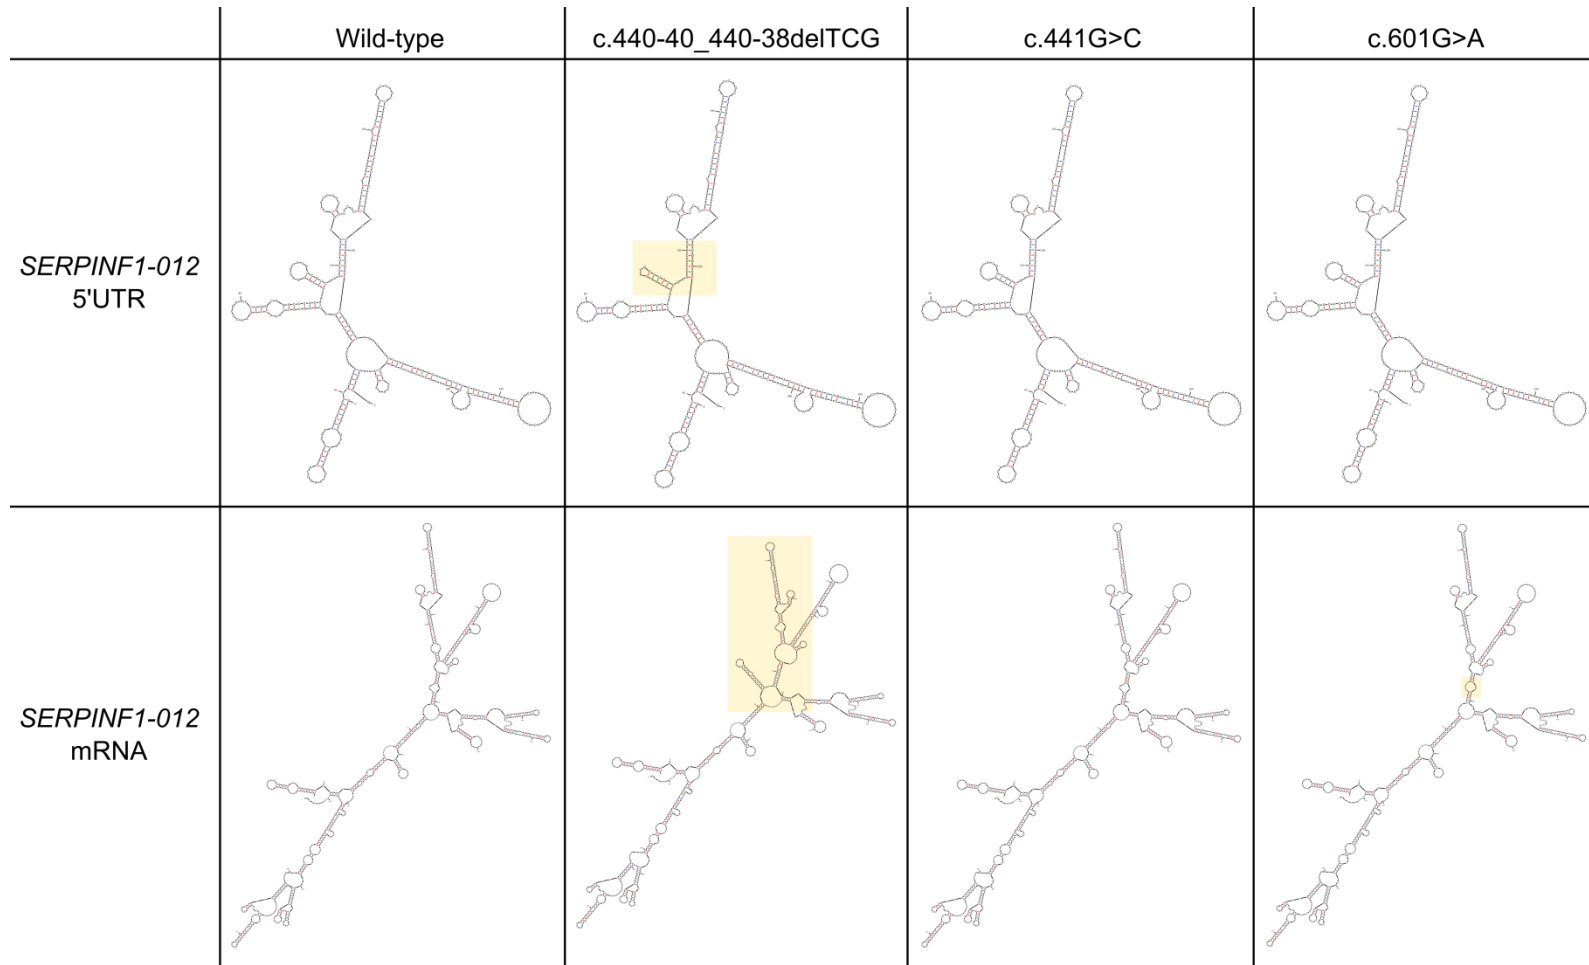 Wild-type
c.440-40_440-38delTCG
c.441G>C
c.601G>A
SERPINF1-012
5'UTR
SERPINF1-012
mRNA